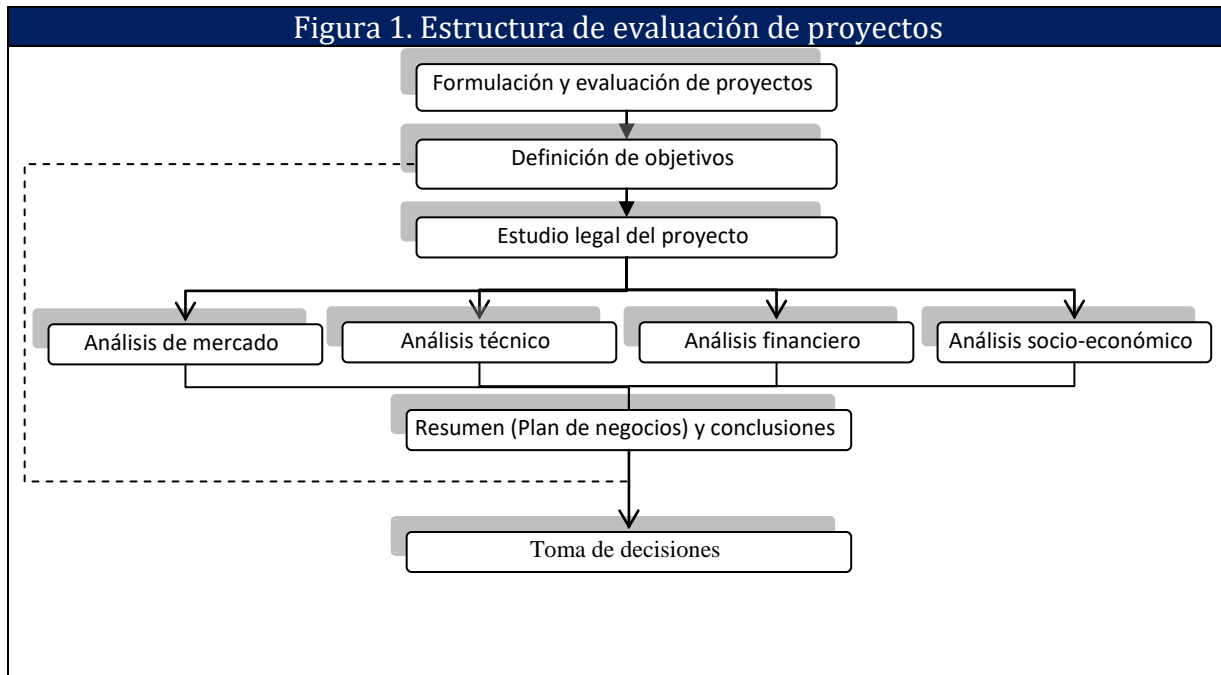 Figura 1. Estructura de evaluación de proyectos
Formulación y evaluación de proyectos
Definición de objetivos
Estudio legal del proyecto
Análisis de mercado
Análisis técnico
Análisis financiero
Análisis socio-económico
Resumen (Plan de negocios) y conclusiones
Toma de decisiones